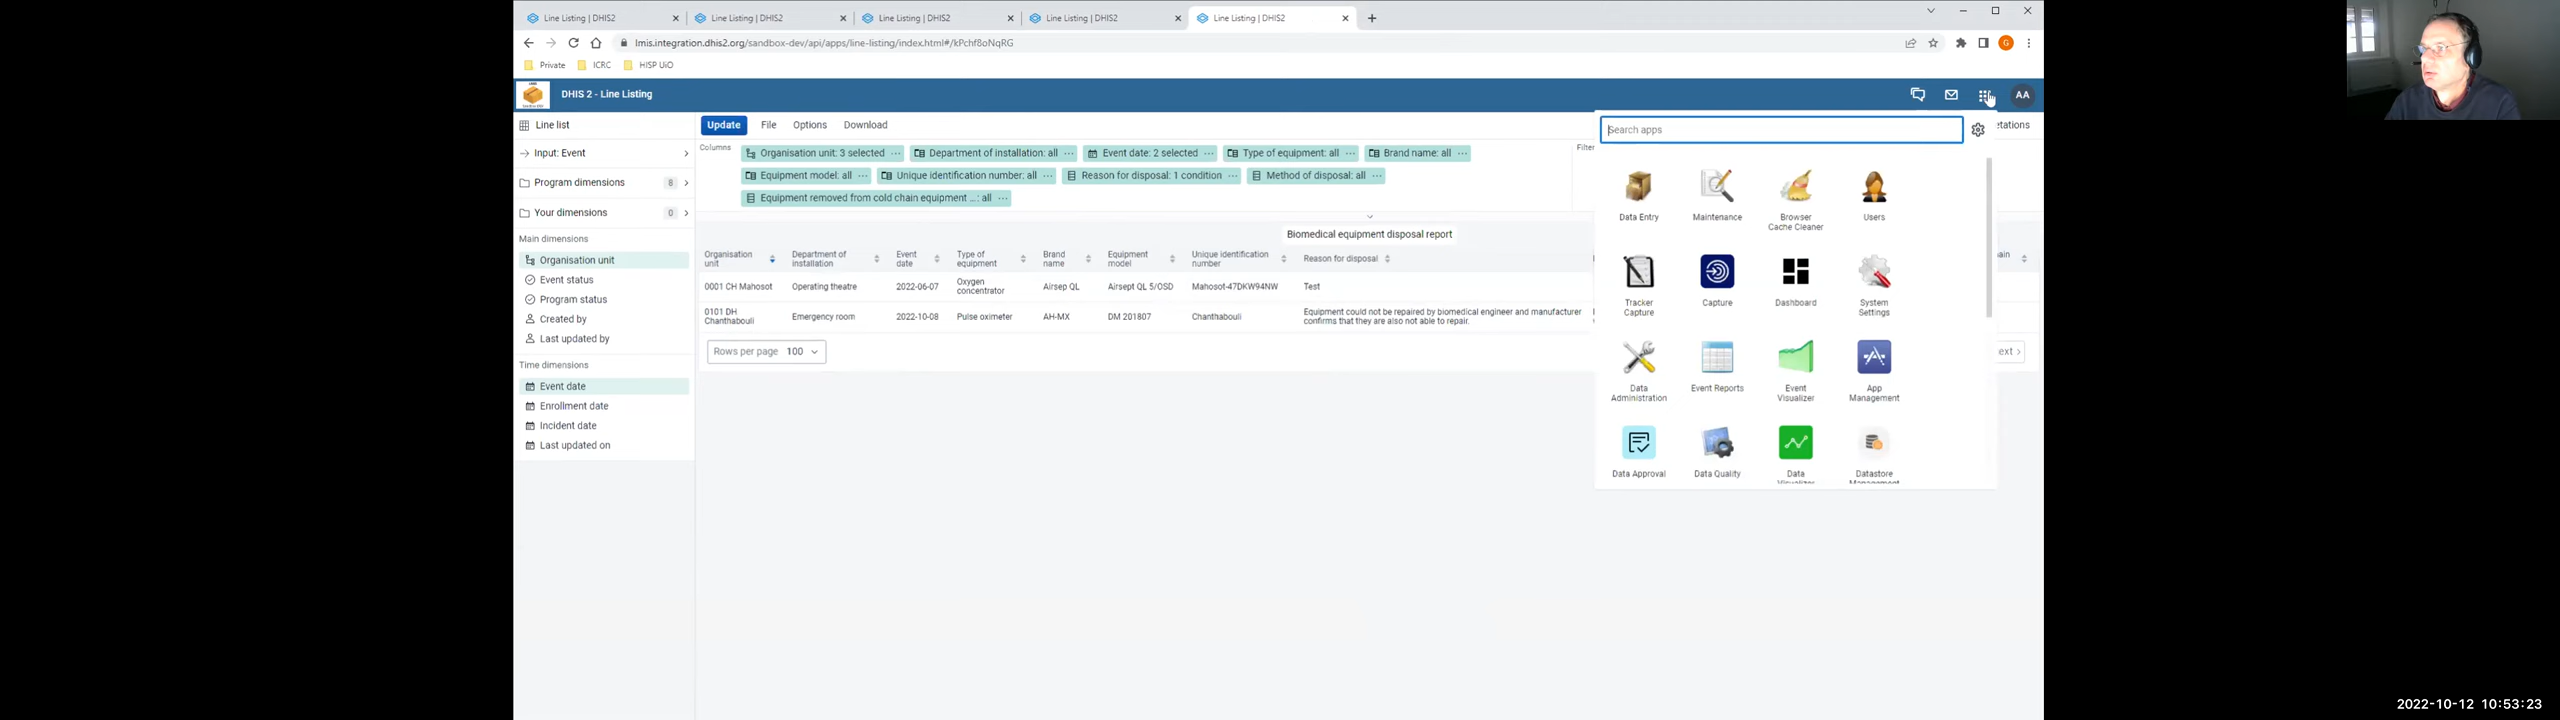 Line Listing | DHIS2
Line Listing | DHIS2
Line Listing | DHIS2
Line Listing | DHIS2
Line Listing | DHIS2
lmis.integration.dhis2.org/sandbox-dev/api/apps/line-listing/index.html#/kPchf8oNqRG
G
Private
ICRC
HISP UiO
DHIS 2 - Line Listing
AA
Line list
Update
File
Options
Download
etations
Search apps
Input: Event
Program dimensions 8
Your dimensions 0
Main dimensions
Organisation unit
Event status
Program status
Created by
Last updated by
Time dimensions
Event date
Enrollment date
Incident date
Last updated on
Columns
Organisation unit: 3 selected ···
Department of installation: all ···
Event date: 2 selected ···
Type of equipment: all ···
Brand name: all ···
Equipment model: all ···
Unique identification number: all ···
Reason for disposal: 1 condition ···
Method of disposal: all ···
Equipment removed from cold chain equipment ...: all ···
Filter
Biomedical equipment disposal report
Organisation unit
Department of installation
Event date
Type of equipment
Brand name
Equipment model
Unique identification number
Reason for disposal
ain
0001 CH Mahosot
Operating theatre
2022-06-07
Oxygen concentrator
Airsep QL
Airsept QL 5/OSD
Mahosot-47DKW94NW
Test
0101 DH Chanthabouli
Emergency room
2022-10-08
Pulse oximeter
AH-MX
DM 201807
Chanthabouli
Equipment could not be repaired by biomedical engineer and manufacturer
confirms that they are also not able to repair.
Rows per page 100
ext
Data Entry
Maintenance
Browser Cache Cleaner
Users
Tracker Capture
Capture
Dashboard
System Settings
Data Administration
Event Reports
Event Visualizer
App Management
Data Approval
Data Quality
Data Visualizer
Datastore Management
2022-10-12 10:53:23